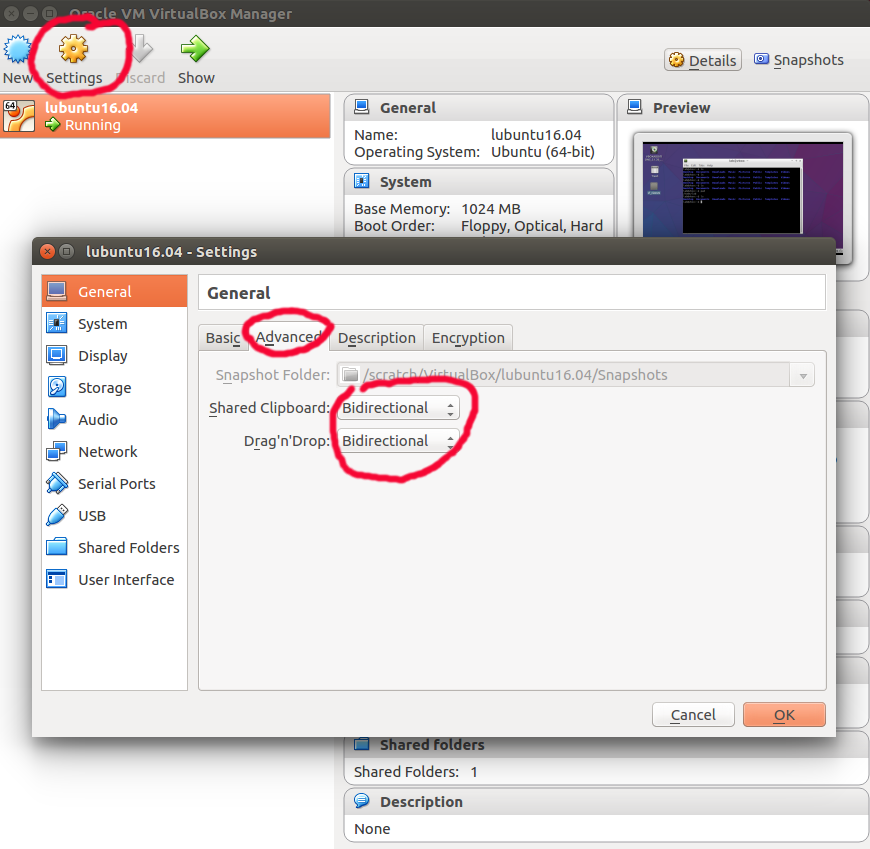 Oracle VM VirtualBox Manager
New Settings Discard Show
Details Snapshots
64
lubuntu16.04
Running
General
Name: lubuntu16.04
Operating System: Ubuntu (64-bit)
System
Base Memory: 1024 MB
Boot Order: Floppy, Optical, Hard
Preview
lubuntu16.04 - Settings
General
System
Display
Storage
Audio
Network
Serial Ports
USB
Shared Folders
User Interface
General
Basic Advanced Description Encryption
Snapshot Folder: /scratch/VirtualBox/lubuntu16.04/Snapshots
Shared Clipboard: Bidirectional
Drag'n'Drop: Bidirectional
Cancel OK
Shared folders
Shared Folders: 1
Description
None